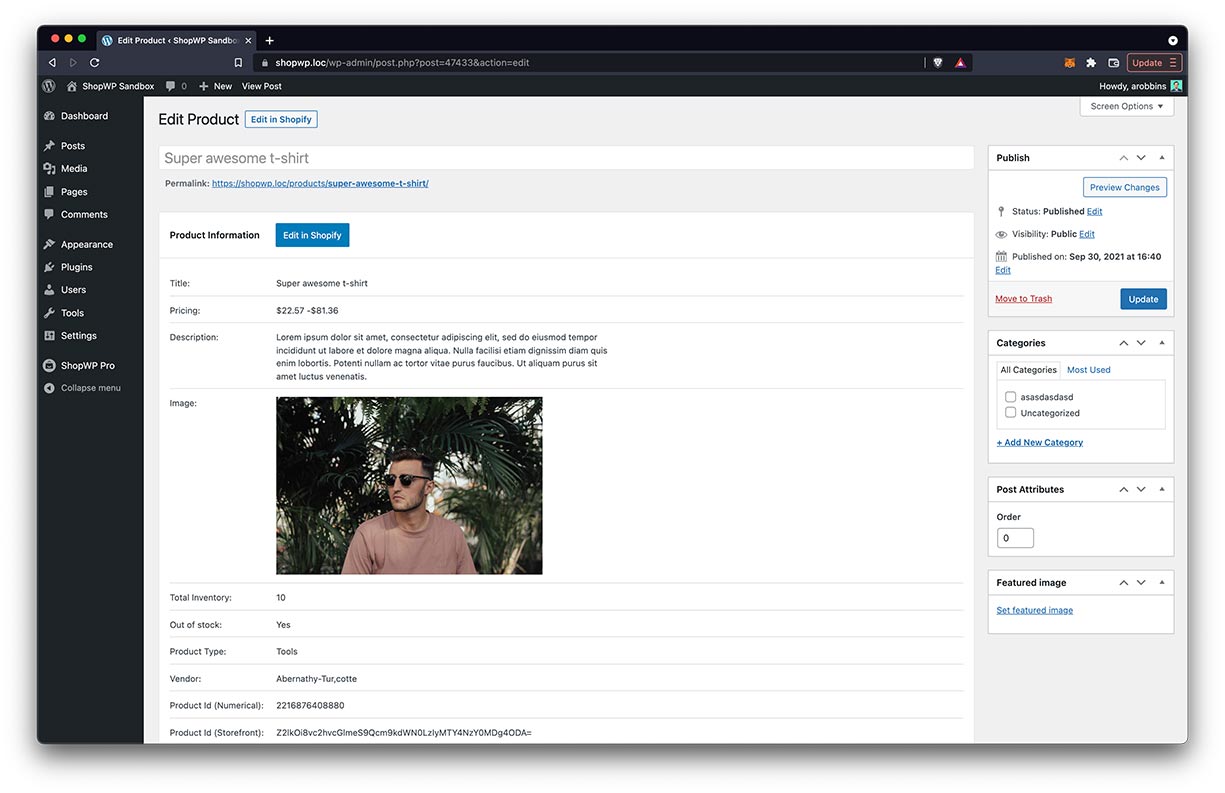 Edit Product ‹ ShopWP Sandbo
shopwp.loc/wp-admin/post.php?post=47433&action=edit
Update
ShopWP Sandbox 0 New View Post
Howdy, arobbins
Screen Options
Dashboard
Posts
Media
Pages
Comments
Appearance
Plugins
Users
Tools
Settings
ShopWP Pro
Collapse menu
Edit Product Edit in Shopify
Super awesome t-shirt
Permalink: https://shopwp.loc/products/super-awesome-t-shirt/
Product Information Edit in Shopify
Title: Super awesome t-shirt
Pricing: $22.57 -$81.36
Description: Lorem ipsum dolor sit amet, consectetur adipiscing elit, sed do eiusmod tempor
incididunt ut labore et dolore magna aliqua. Nulla facilisi etiam dignissim diam quis
enim lobortis. Potenti nullam ac tortor vitae purus faucibus. Ut aliquam purus sit
amet luctus venenatis.
Image:
Total Inventory: 10
Out of stock: Yes
Product Type: Tools
Vendor: Abernathy-Tur,cotte
Product Id (Numerical): 2216876408880
Product Id (Storefront):
Publish
Preview Changes
Status: Published Edit
Visibility: Public Edit
Published on: Sep 30, 2021 at 16:40
Edit
Move to Trash Update
Categories
All Categories Most Used
asasdasdasd
Uncategorized
+ Add New Category
Post Attributes
Order
0
Featured image
Set featured image